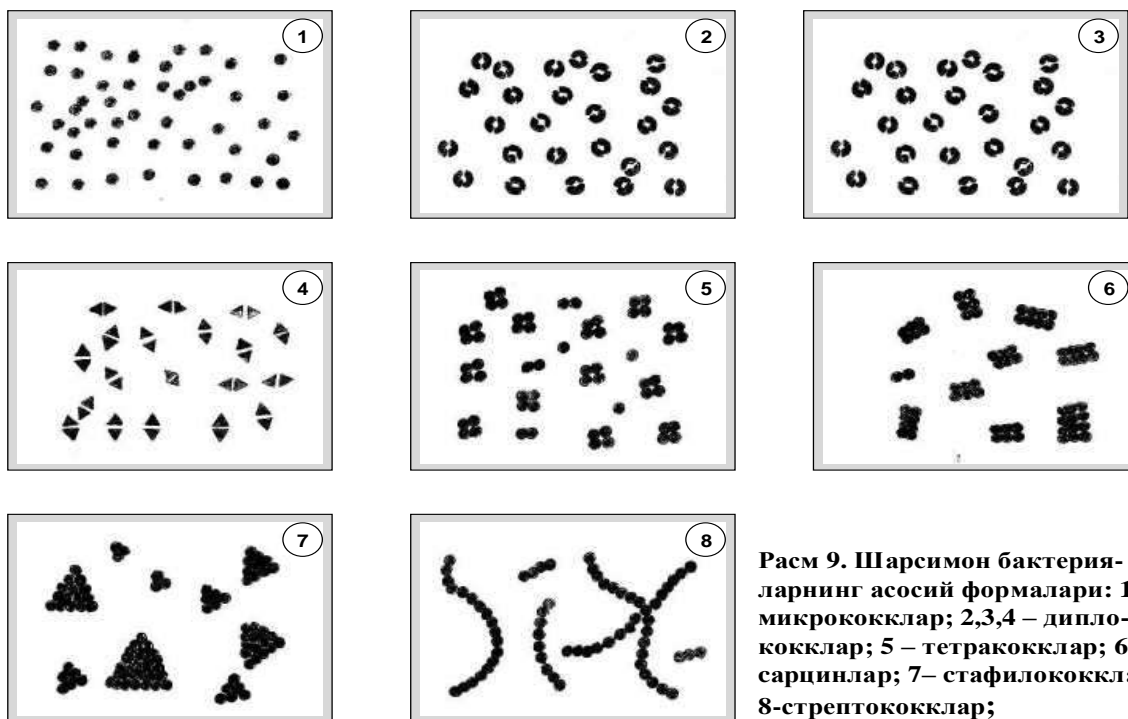 1
2
3
4
5
6
7
8
Расм 9. Шарсимон бактерия-
ларнинг асосий формалари: 1
микрококклар; 2,3,4 – дипло-
кокклар; 5 – тетракокклар; 6
сарцинлар; 7– стафилококкла
8-стрептококклар;